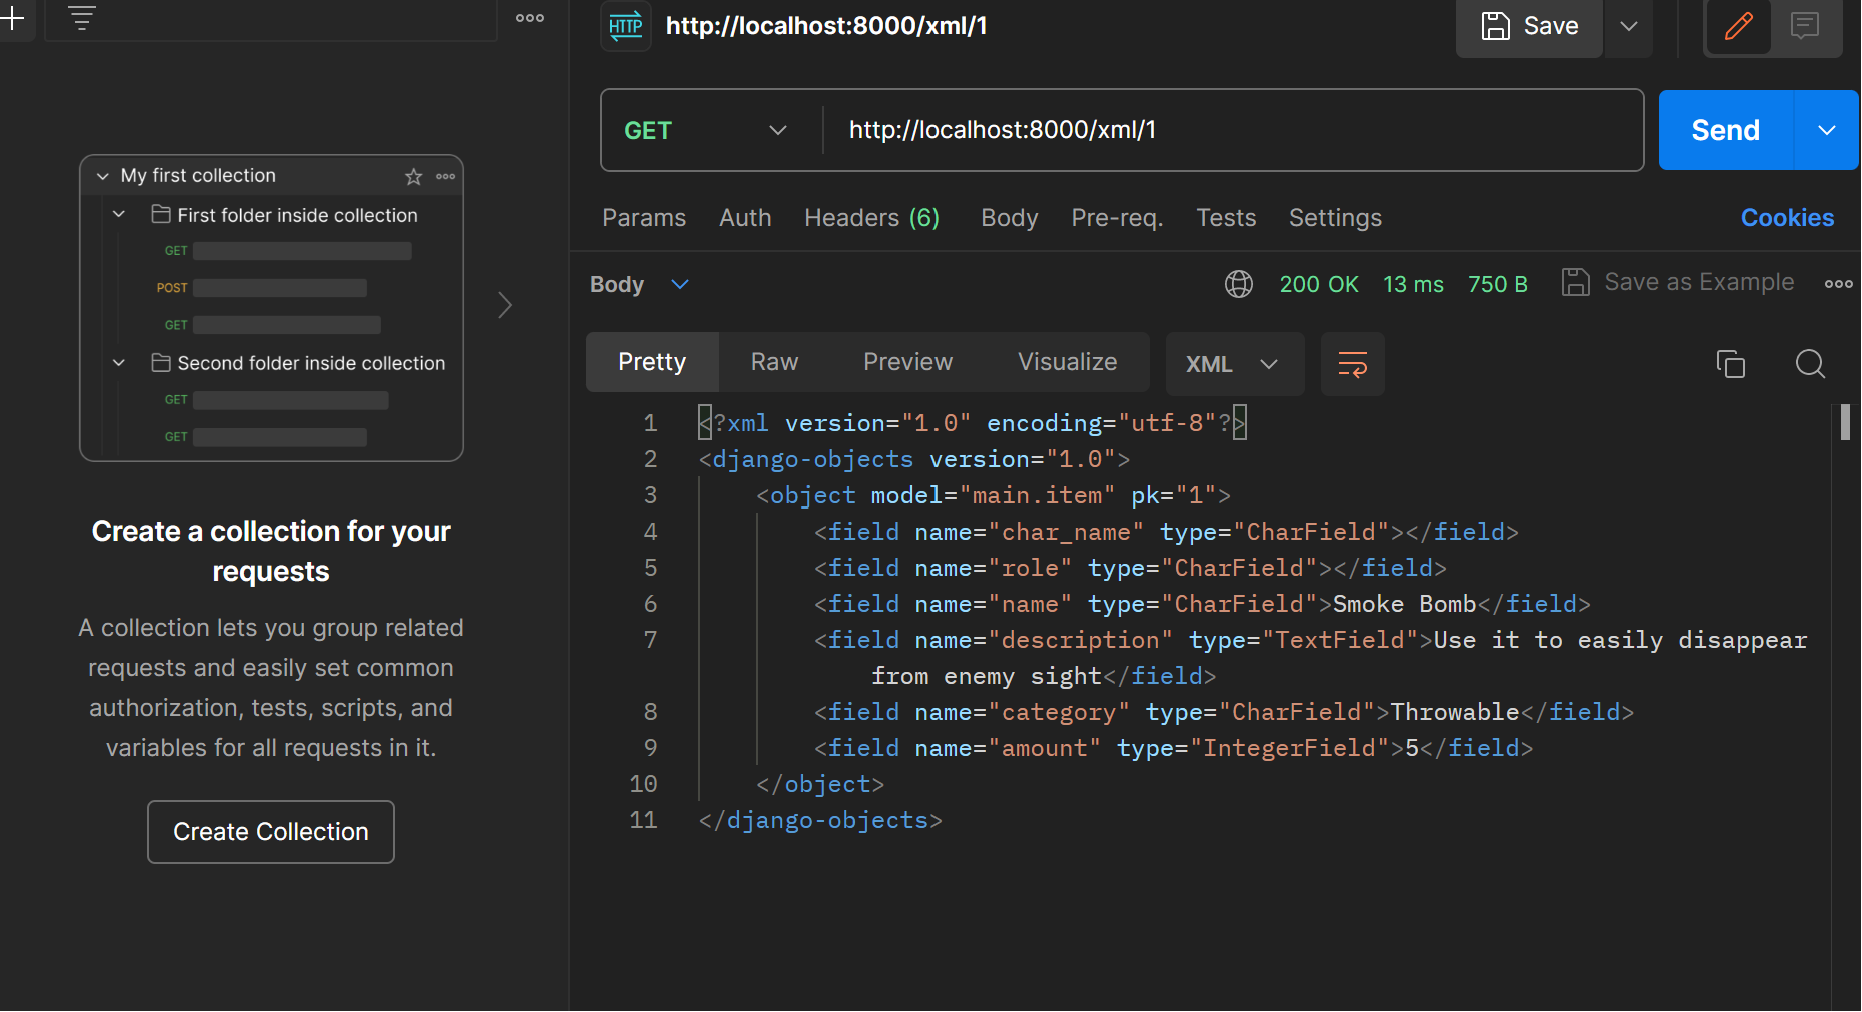 HTTP http://localhost:8000/xml/1 Save
GET http://localhost:8000/xml/1 Send
Params Auth Headers (6) Body Pre-req. Tests Settings Cookies
Body 200 OK 13 ms 750 B Save as Example
Pretty Raw Preview Visualize XML
1 <?xml version="1.0" encoding="utf-8"?>
2 <django-objects version="1.0">
3 <object model="main.item" pk="1">
4 <field name="char_name" type="CharField"></field>
5 <field name="role" type="CharField"></field>
6 <field name="name" type="CharField">Smoke Bomb</field>
7 <field name="description" type="TextField">Use it to easily disappear
from enemy sight</field>
8 <field name="category" type="CharField">Throwable</field>
9 <field name="amount" type="IntegerField">5</field>
10 </object>
11 </django-objects>
My first collection
First folder inside collection
GET
POST
GET
Second folder inside collection
GET
GET
Create a collection for your
requests
A collection lets you group related
requests and easily set common
authorization, tests, scripts, and
variables for all requests in it.
Create Collection